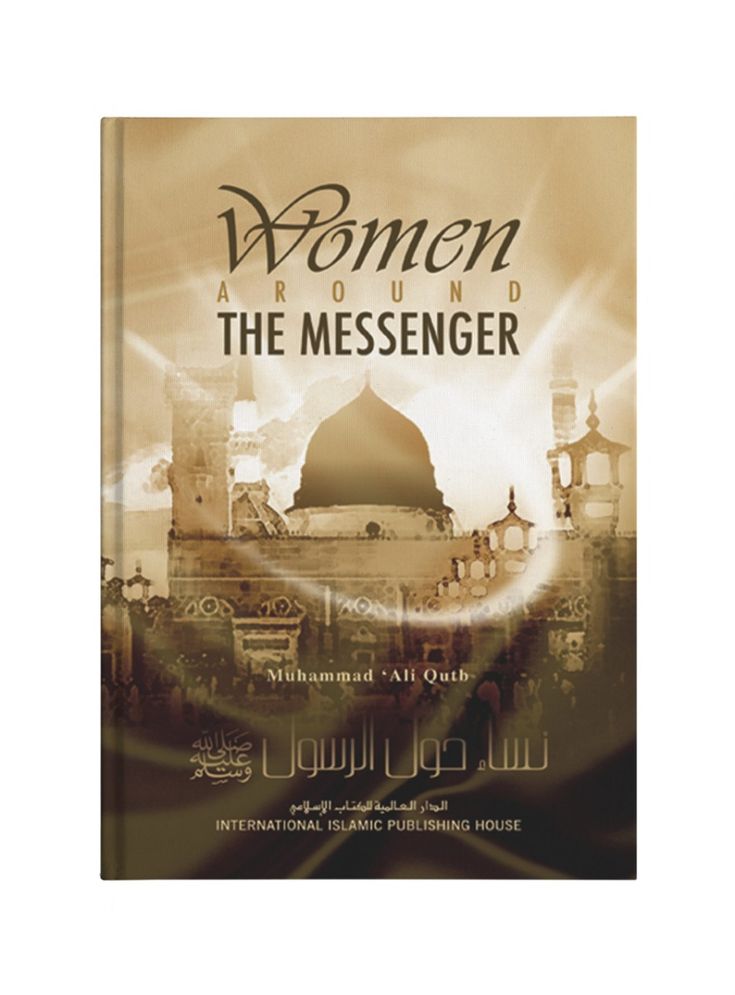 Women
AROUND
THE MESSENGER
Muhammad ‘Ali Qutb
نساء حول الرسول صلى الله عليه وسلم
الدار العالمية للكتاب الإسلامي
INTERNATIONAL ISLAMIC PUBLISHING HOUSE